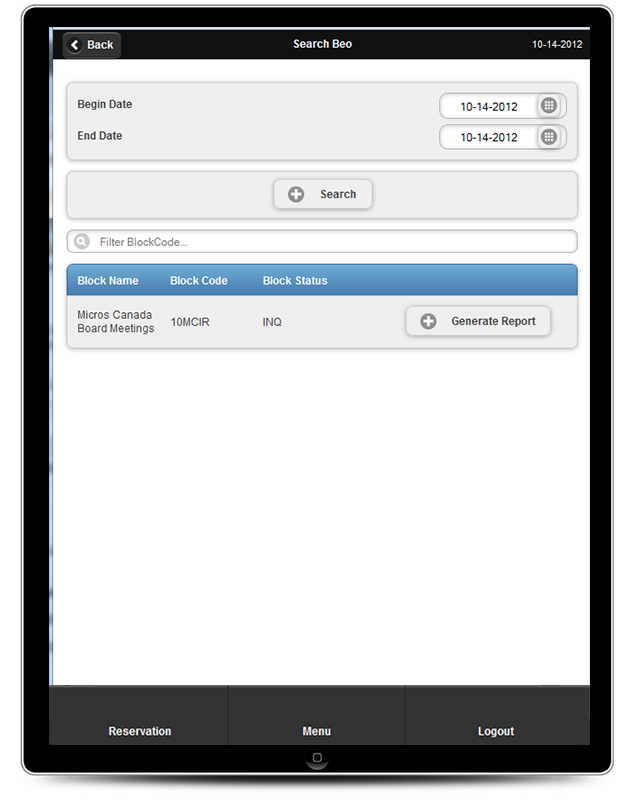 Back
Search Beo
10-14-2012
Begin Date
10-14-2012
End Date
10-14-2012
Search
Filter BlockCode...
Block Name Block Code Block Status
Micros Canada
Board Meetings
10MCIR
INQ
Generate Report
Reservation
Menu
Logout